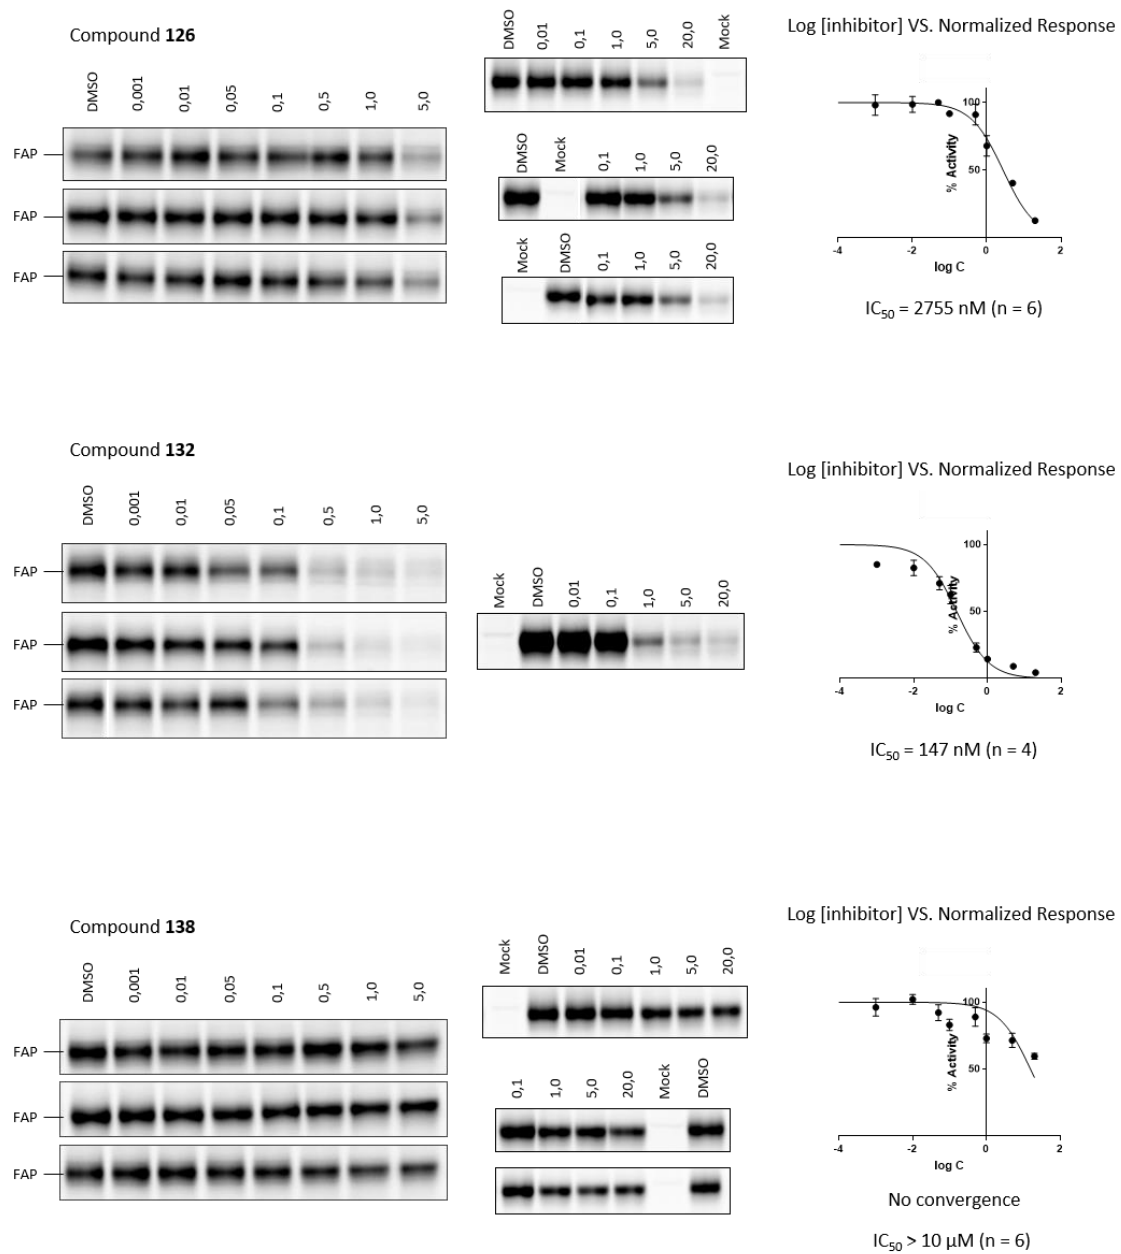 Compound 126
DMSO 0,001 0,01 0,05 0,1 0,5 1,0 5,0
FAP
FAP
FAP
DMSO 0,01 0,1 1,0 5,0 20,0 Mock
DMSO Mock 0,1 1,0 5,0 20,0
Mock DMSO 0,1 1,0 5,0 20,0
Log [inhibitor] VS. Normalized Response
100
50
% Activity
-4 -2 0 2
log C
IC50 = 2755 nM (n = 6)
Compound 132
DMSO 0,001 0,01 0,05 0,1 0,5 1,0 5,0
FAP
FAP
FAP
Mock DMSO 0,01 0,1 1,0 5,0 20,0
Log [inhibitor] VS. Normalized Response
100
50
% Activity
-4 -2 0 2
log C
IC50 = 147 nM (n = 4)
Compound 138
DMSO 0,001 0,01 0,05 0,1 0,5 1,0 5,0
FAP
FAP
FAP
Mock DMSO 0,01 0,1 1,0 5,0 20,0
0,1 1,0 5,0 20,0 Mock DMSO
Log [inhibitor] VS. Normalized Response
100
50
% Activity
-4 -2 0 2
log C
No convergence
IC50 > 10 µM (n = 6)